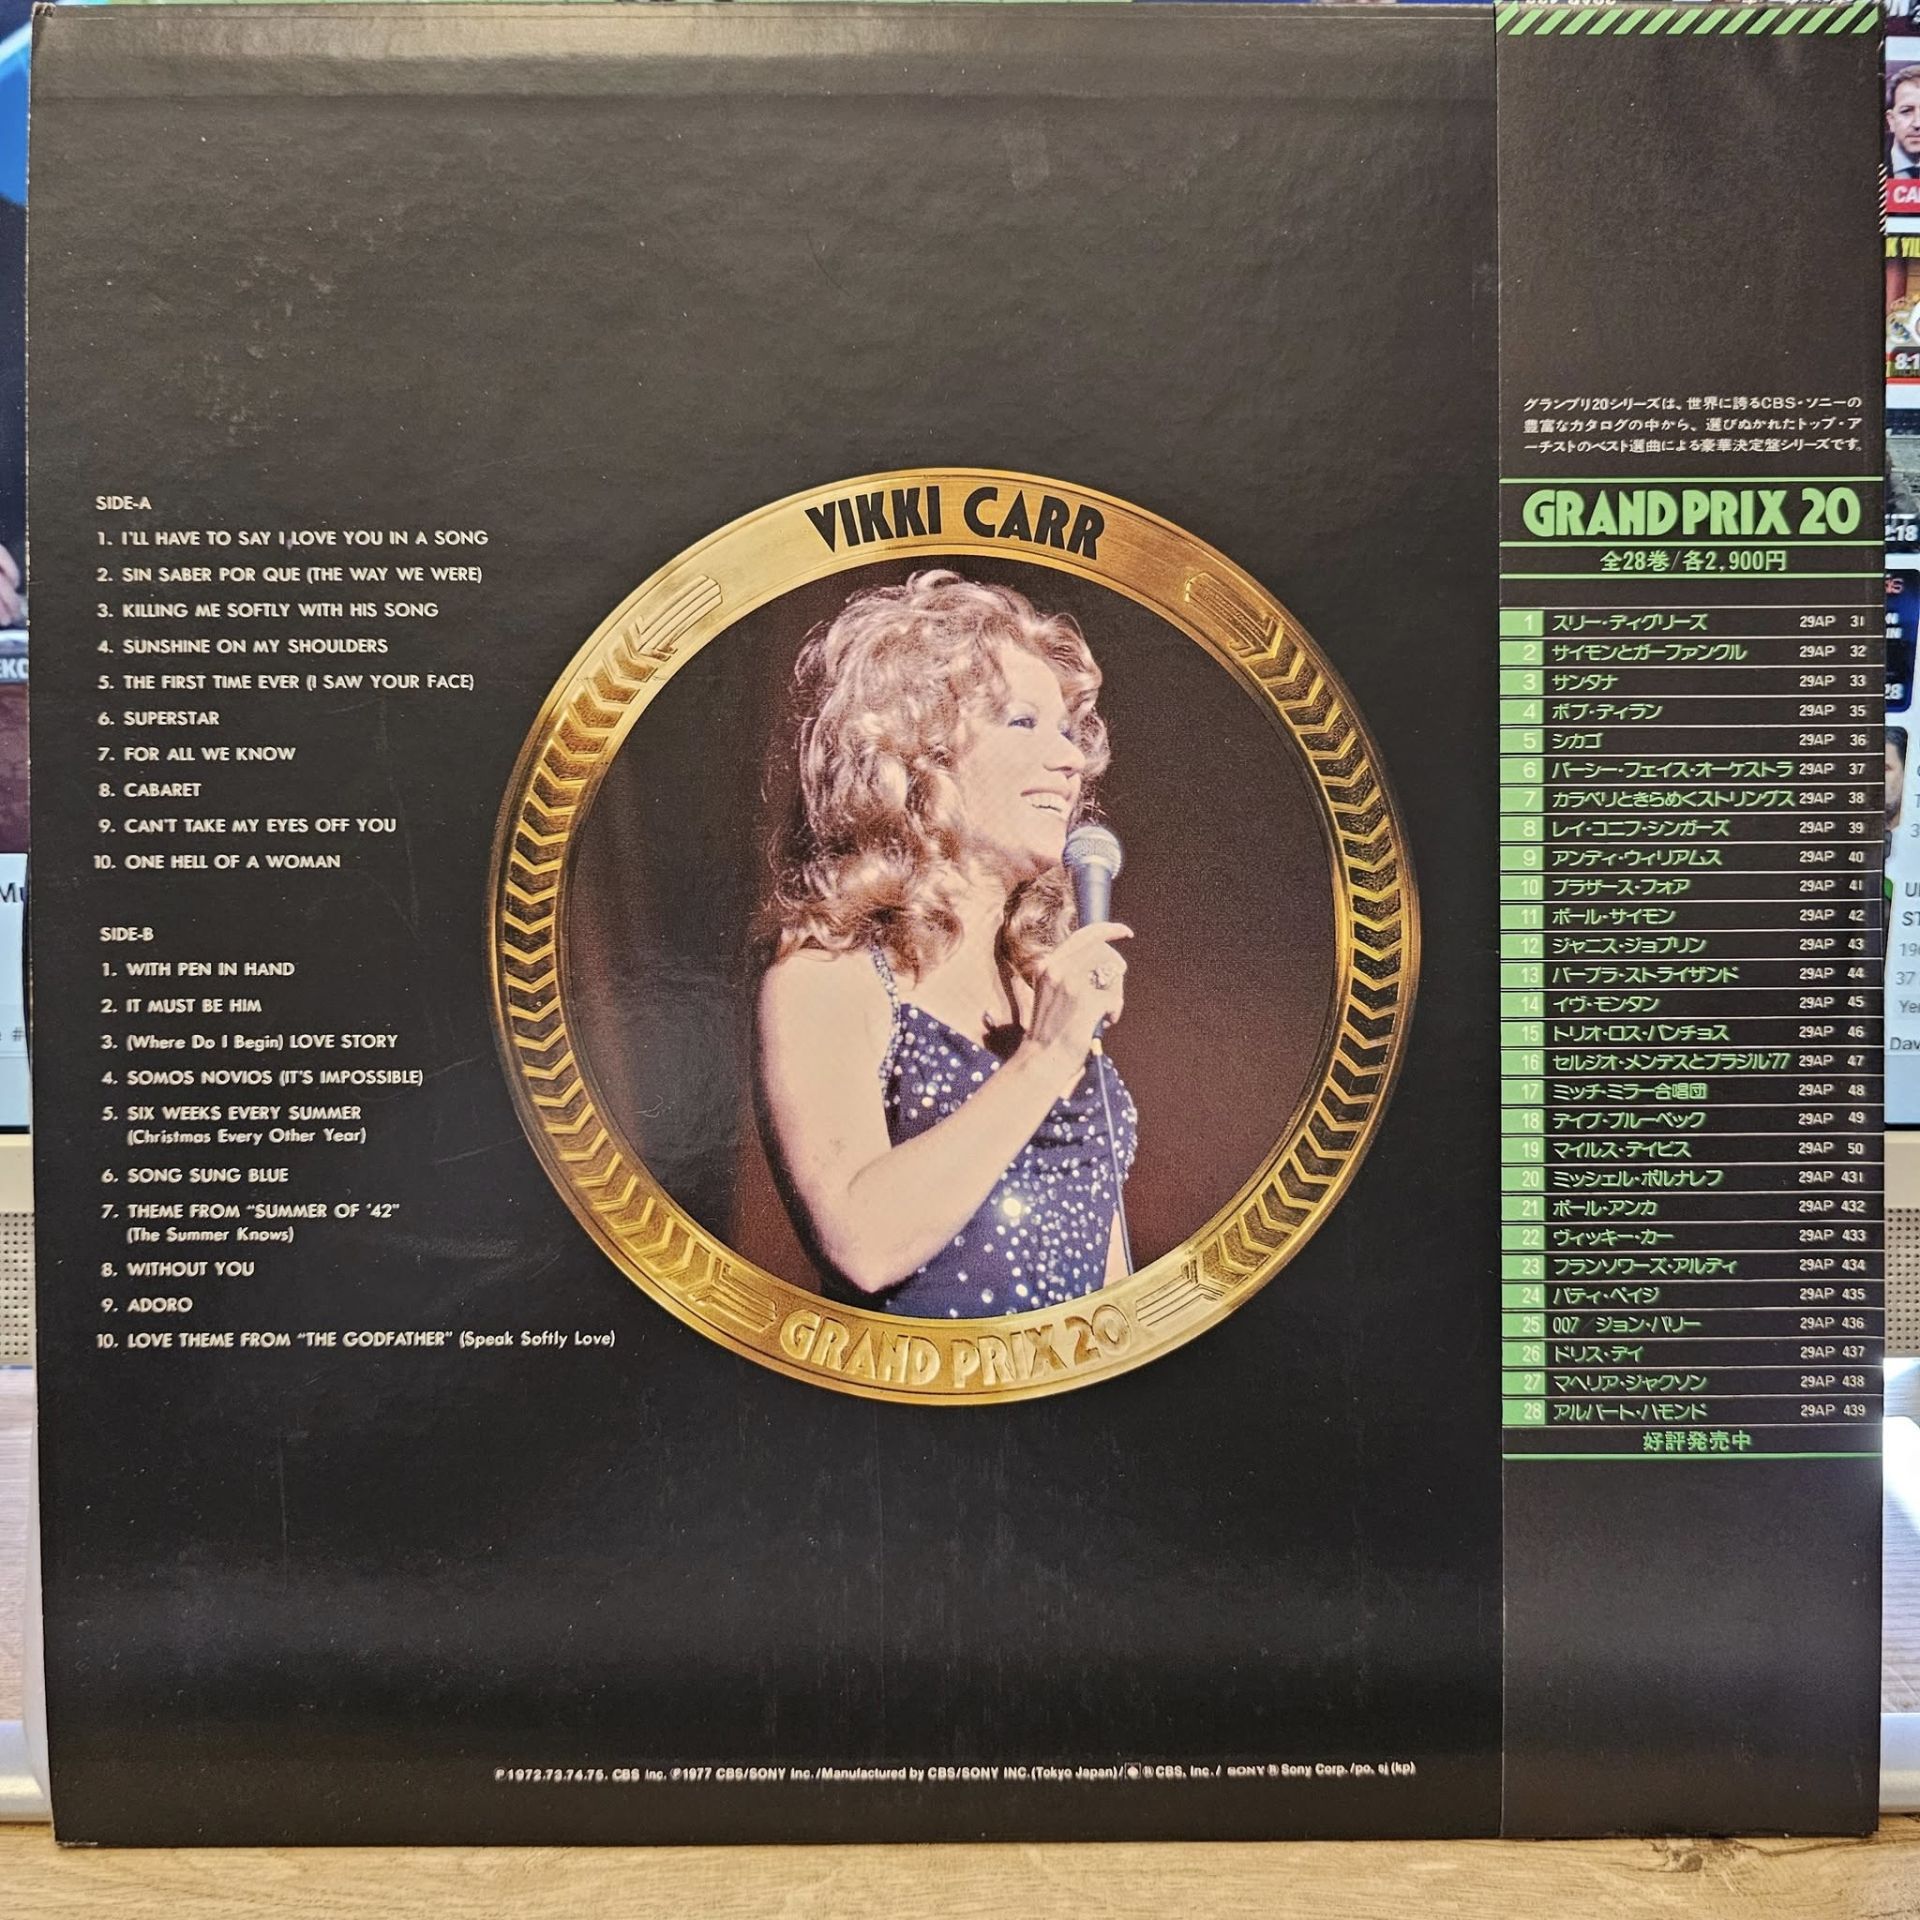 SIDE-A
1. I'LL HAVE TO SAY I LOVE YOU IN A SONG
2. SIN SABER POR QUE (THE WAY WE WERE)
3. KILLING ME SOFTLY WITH HIS SONG
4. SUNSHINE ON MY SHOULDERS
5. THE FIRST TIME EVER (I SAW YOUR FACE)
6. SUPERSTAR
7. FOR ALL WE KNOW
8. CABARET
9. CAN'T TAKE MY EYES OFF YOU
10. ONE HELL OF A WOMAN
SIDE-B
1. WITH PEN IN HAND
2. IT MUST BE HIM
3. (Where Do I Begin) LOVE STORY
4. SOMOS NOVIOS (IT'S IMPOSSIBLE)
5. SIX WEEKS EVERY SUMMER
(Christmas Every Other Year)
6. SONG SUNG BLUE
7. THEME FROM "SUMMER OF '42"
(The Summer Knows)
8. WITHOUT YOU
9. ADORO
10. LOVE THEME FROM "THE GODFATHER" (Speak Softly Love)
VIKKI CARR
GRAND PRIX 20
グランプリ20シリーズは、世界に誇るCBS・ソニーの
豊富なカタログの中から、選びぬかれたトップ・ア
ーチストのベスト選曲による豪華決定盤シリーズです。
GRAND PRIX 20
全28巻/各2,900円
1 スリー・ディグリーズ 29AP 31
2 サイモンとガーファンクル 29AP 32
3 サンタナ 29AP 33
4 ボブ・ディラン 29AP 35
5 シカゴ 29AP 36
6 パーシー・フェイス・オーケストラ 29AP 37
7 カラベリときらめくストリングス 29AP 38
8 レイ・コニフ・シンガーズ 29AP 39
9 アンディ・ウィリアムス 29AP 40
10 ブラザース・フォア 29AP 41
11 ポール・サイモン 29AP 42
12 ジャニス・ジョプリン 29AP 43
13 バーブラ・ストライザンド 29AP 44
14 イヴ・モンタン 29AP 45
15 トリオ・ロス・パンチョス 29AP 46
16 セルジオ・メンデスとブラジル'77 29AP 47
17 ミッチ・ミラー合唱団 29AP 48
18 デイブ・ブルーベック 29AP 49
19 マイルス・デイビス 29AP 50
20 ミッシェル・ポルナレフ 29AP 431
21 ポール・アンカ 29AP 432
22 ヴィッキー・カー 29AP 433
23 フランソワーズ・アルディ 29AP 434
24 パティ・ペイジ 29AP 435
25 007/ジョン・バリー 29AP 436
26 ドリス・デイ 29AP 437
27 マヘリア・ジャクソン 29AP 438
28 アルバート・ハモンド 29AP 439
好評発売中
℗1972.73.74.75. CBS Inc. ℗1977 CBS/SONY Inc./Manufactured by CBS/SONY INC.(Tokyo Japan)/ ® CBS, Inc./ SONY ® Sony Corp./po, sj (kp)